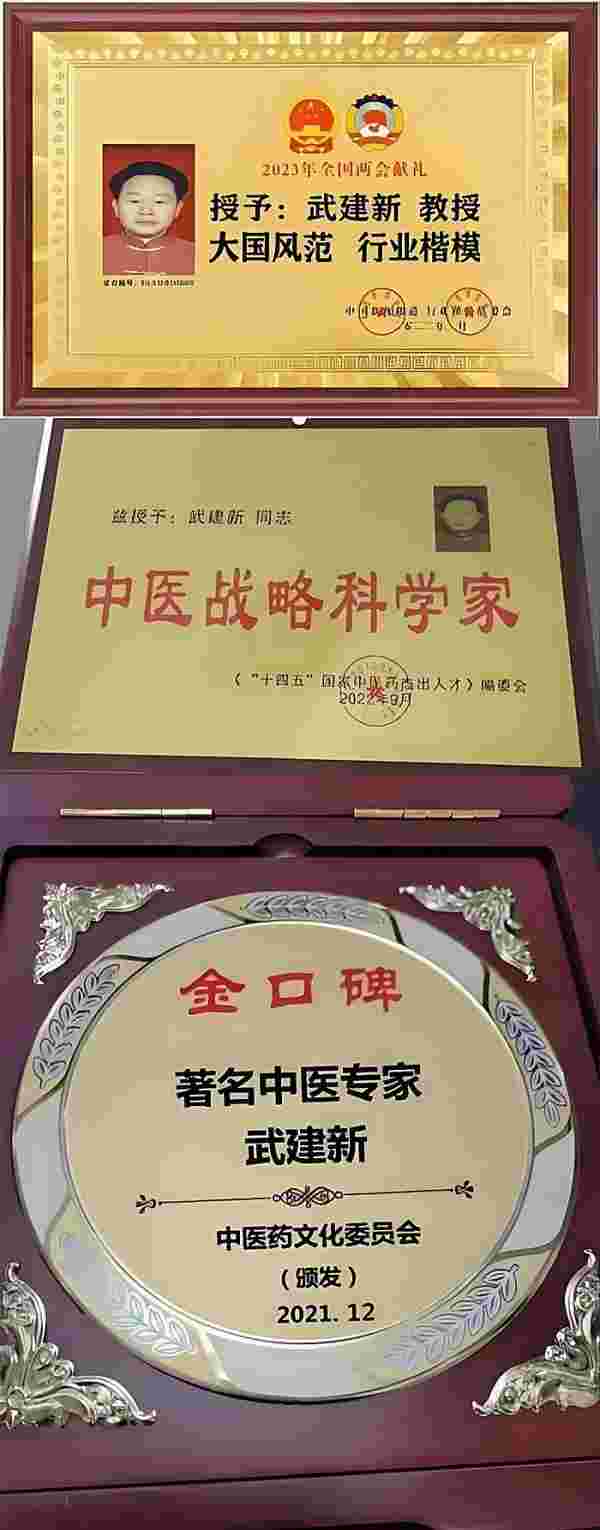 2023年全国两会献礼
授予：武建新 教授
大国风范 行业楷模
兹授予：武建新 同志
中医战略科学家
（“十四五”国家中医药杰出人才）编委会
2022年9月
金口碑
著名中医专家
武建新
中医药文化委员会
（颁发）
2021.12